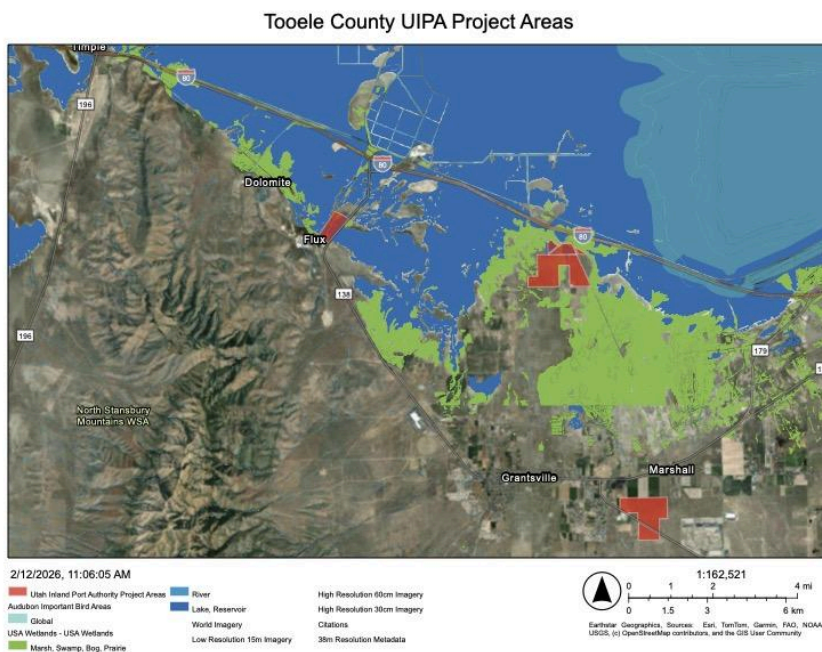 Tooele County UIPA Project Areas
Timpie
80
196
80
Dolomite
Flux
80
138
196
179
1
North Stansbury
Mountains WSA
Marshall
Grantsville
2/12/2026, 11:06:05 AM
Utah Inland Port Authority Project Areas
Audubon Important Bird Areas
Global
USA Wetlands - USA Wetlands
Marsh, Swamp, Bog, Prairie
River
Lake, Reservoir
World Imagery
Low Resolution 15m Imagery
High Resolution 60cm Imagery
High Resolution 30cm Imagery
Citations
38m Resolution Metadata
1:162,521
0 1 2 4 mi
0 1.5 3 6 km
Earthstar Geographics, Sources: Esri, TomTom, Garmin, FAO, NOAA,
USGS, (c) OpenStreetMap contributors, and the GIS User Community